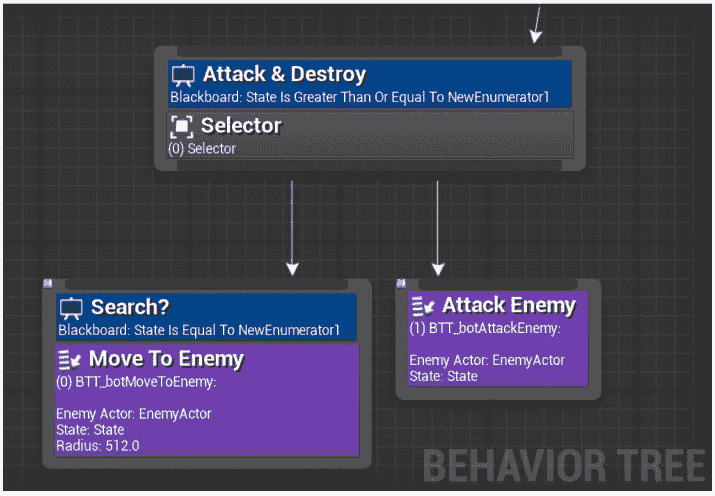 Attack & Destroy
Blackboard: State Is Greater Than Or Equal To NewEnumerator1
Selector
(0) Selector
Search?
Blackboard: State Is Equal To NewEnumerator1
Move To Enemy
(0) BTT_botMoveToEnemy:
Enemy Actor: EnemyActor
State: State
Radius: 512.0
Attack Enemy
(1) BTT_botAttackEnemy:
Enemy Actor: EnemyActor
State: State
BEHAVIOR TREE